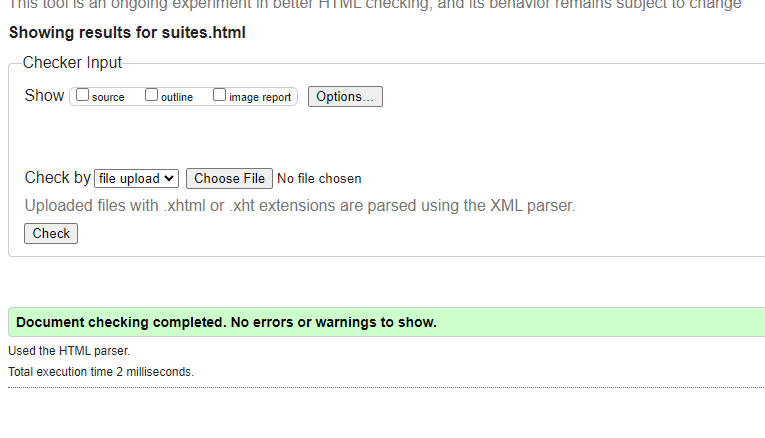 This tool is an ongoing experiment in better HTML checking, and its behavior remains subject to change
Showing results for suites.html
Checker Input
Show source outline image report Options...
Check by file upload Choose File No file chosen
Uploaded files with .xhtml or .xht extensions are parsed using the XML parser.
Check
Document checking completed. No errors or warnings to show.
Used the HTML parser.
Total execution time 2 milliseconds.